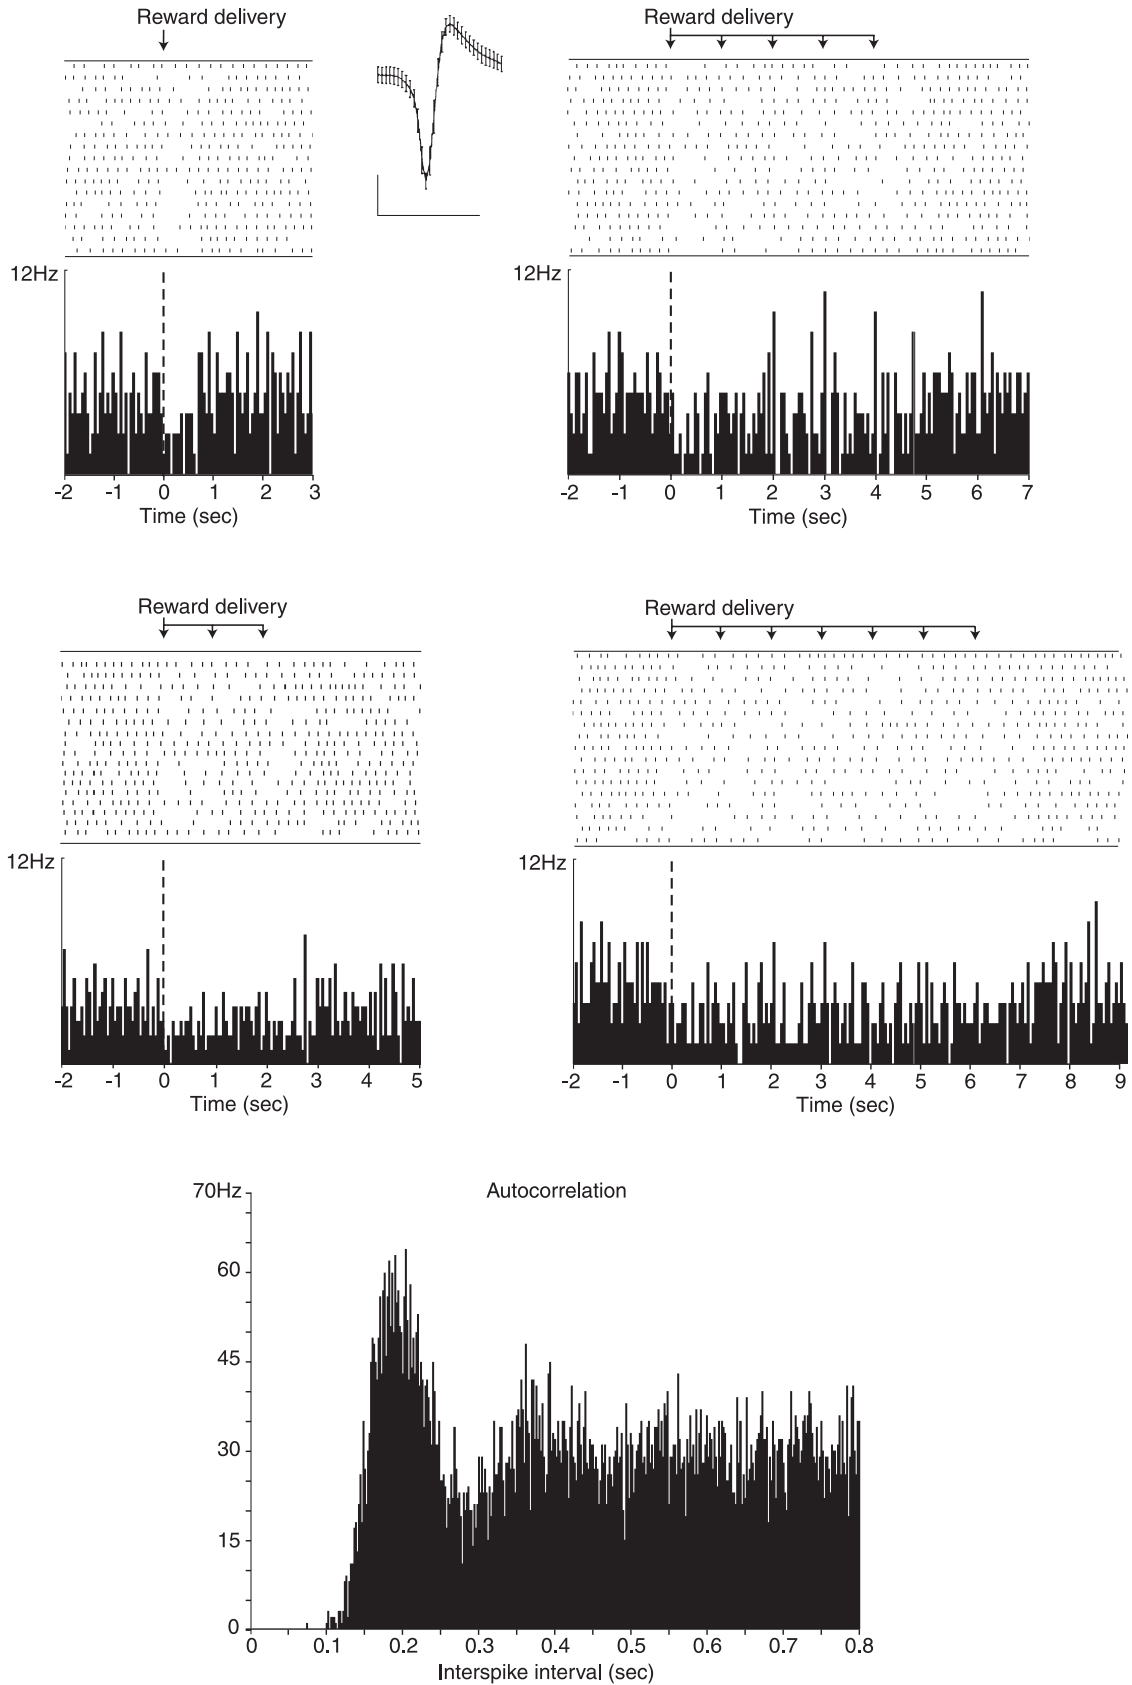 Reward delivery
Reward delivery
12Hz
12Hz
-2 -1 0 1 2 3
-2 -1 0 1 2 3 4 5 6 7
Time (sec)
Time (sec)
Reward delivery
Reward delivery
12Hz
12Hz
-2 -1 0 1 2 3 4 5
-2 -1 0 1 2 3 4 5 6 7 8 9
Time (sec)
Time (sec)
Autocorrelation
70Hz
60
45
30
15
0
0 0.1 0.2 0.3 0.4 0.5 0.6 0.7 0.8
Interspike interval (sec)